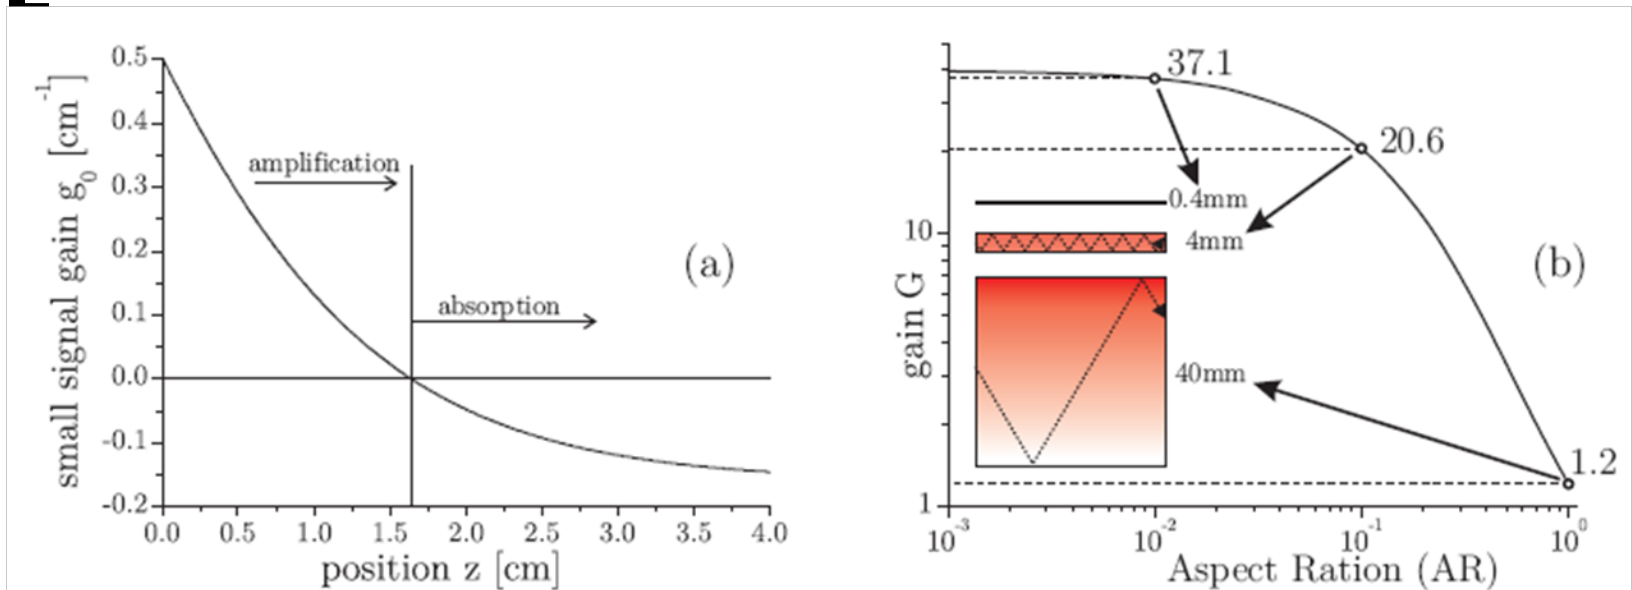 small signal gain g0 [cm-1]
0.5
0.4
0.3
0.2
0.1
0.0
-0.1
-0.2
amplification
absorption
(a)
0.0 0.5 1.0 1.5 2.0 2.5 3.0 3.5 4.0
position z [cm]
gain G
10
1
37.1
20.6
0.4mm
4mm
40mm
1.2
(b)
10-3 10-2 10-1 100
Aspect Ration (AR)